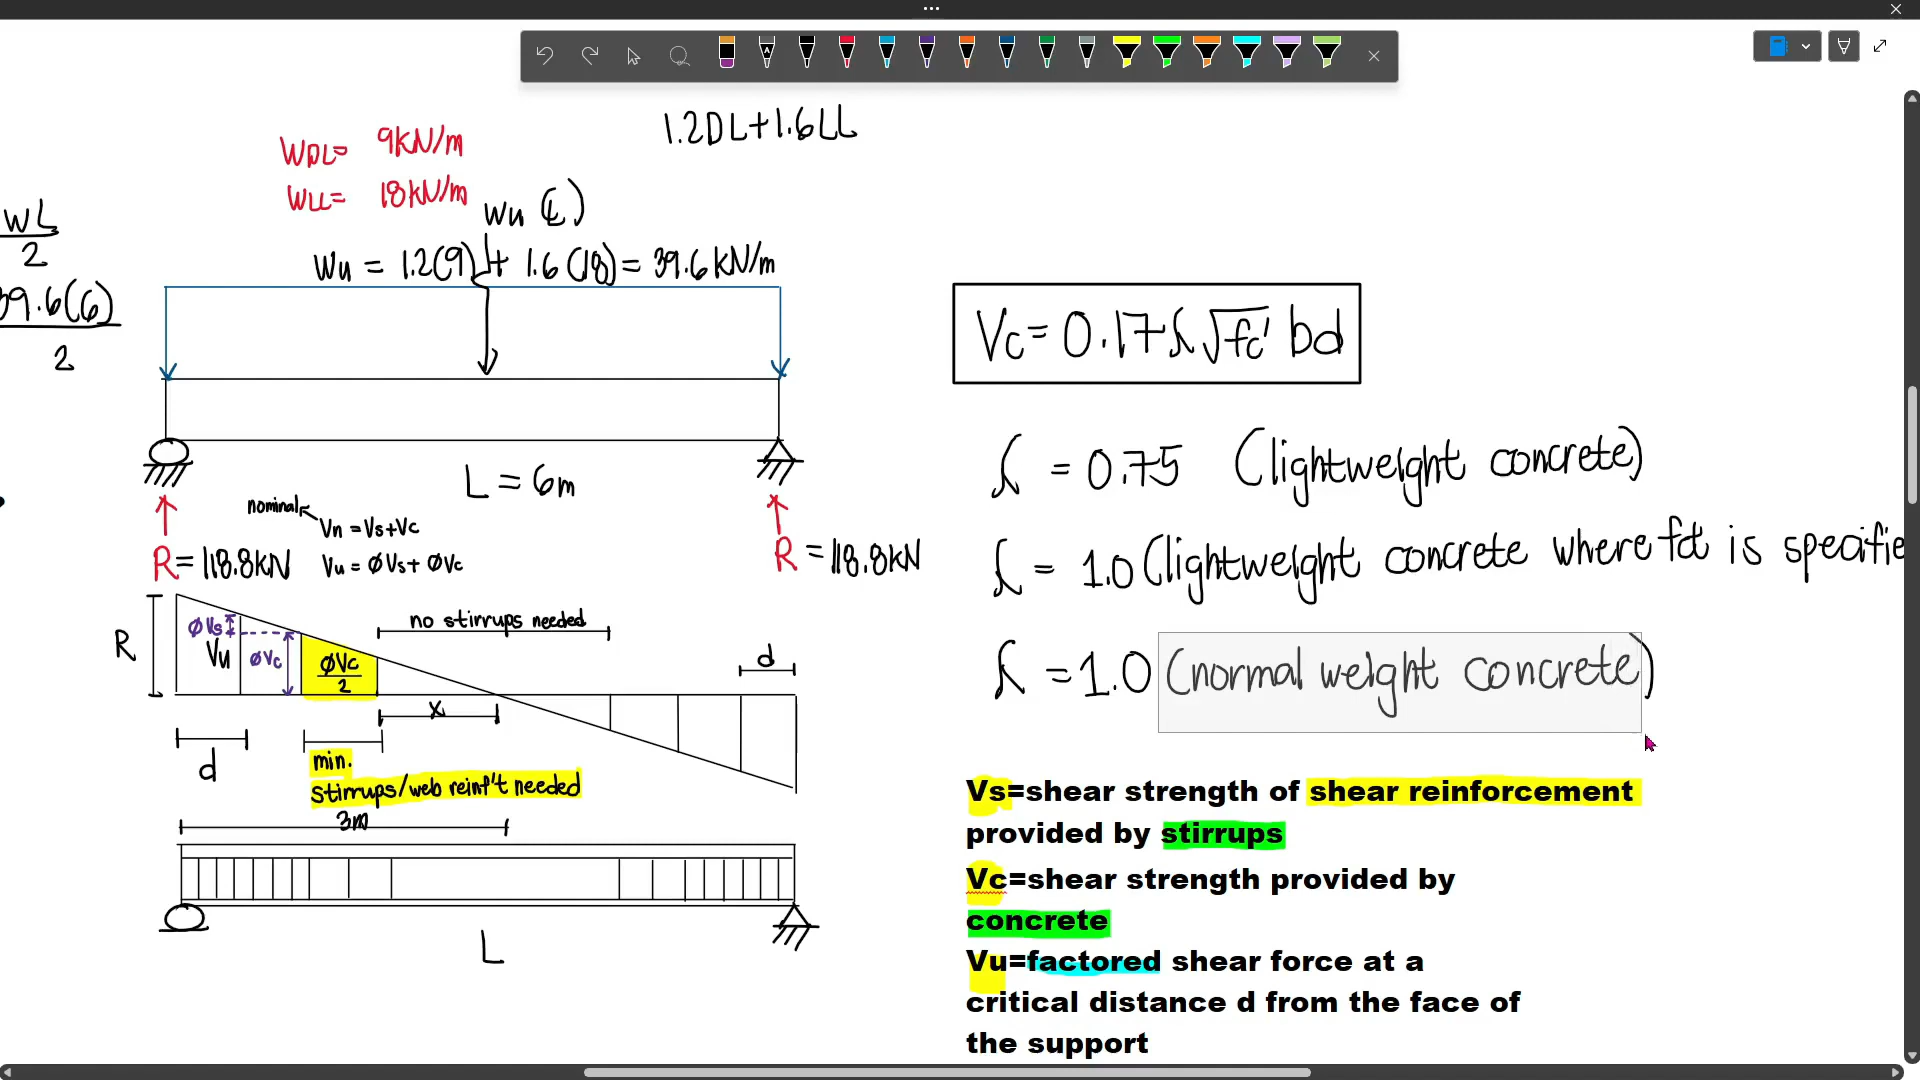 1.2DL+1.6LL
WDL= 9kN/m
WLL= 18kN/m
Wu (L)
WL
2
Wu = 1.2(9) + 1.6(18) = 39.6 kN/m
39.6(6)
2
Vc = 0.17λ√fc' bd
λ = 0.75 (lightweight concrete)
L = 6m
nominal
Vn = Vs+Vc
Vu = ØVs + ØVc
R = 118.8kN
R = 118.8kN
λ = 1.0 (lightweight concrete where fct is specifie
no stirrups needed
R
ØVs
Vu
ØVc
ØVc
2
d
x
d
λ = 1.0 (normal weight concrete)
min.
stirrups/web reinf't needed
3m
L
Vs=shear strength of shear reinforcement
provided by stirrups
Vc=shear strength provided by
concrete
Vu=factored shear force at a
critical distance d from the face of
the support